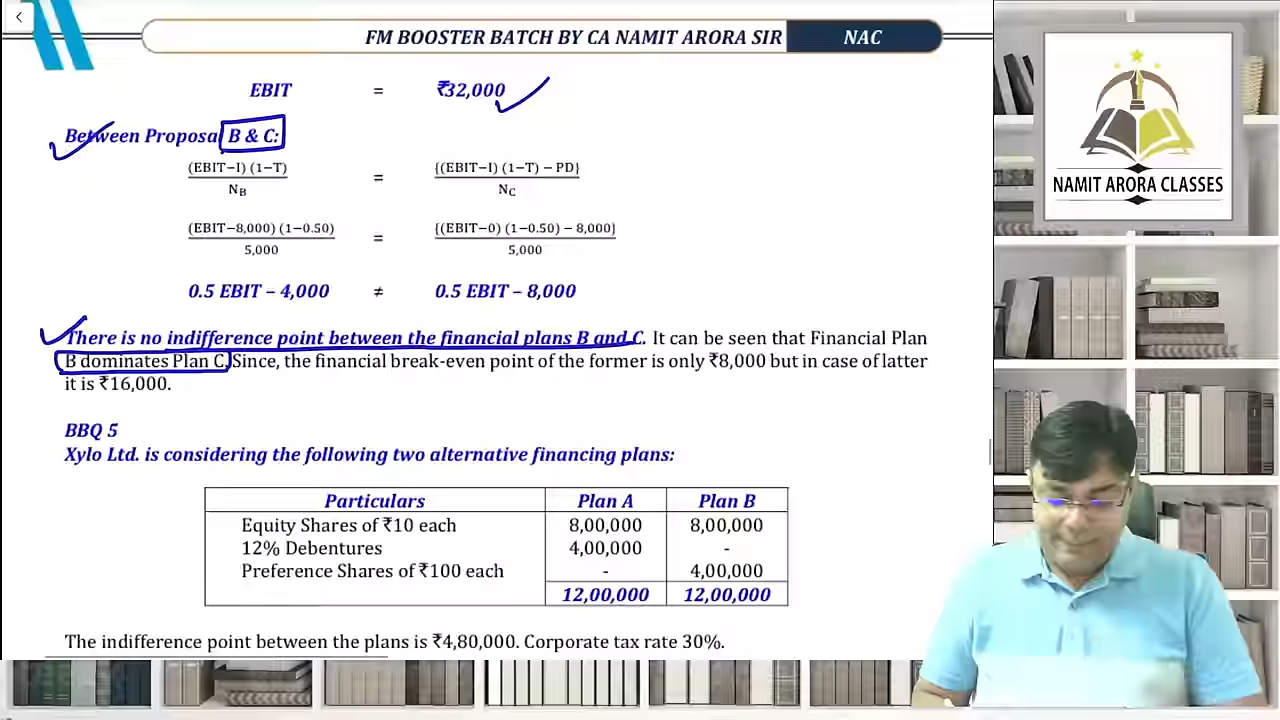 FM BOOSTER BATCH BY CA NAMIT ARORA SIR NAC
EBIT = ₹32,000
Between Proposal B & C:
(EBIT−I) (1−T) / N_B = {(EBIT−I) (1−T) − PD} / N_C
(EBIT−8,000) (1−0.50) / 5,000 = {(EBIT−0) (1−0.50) − 8,000} / 5,000
0.5 EBIT – 4,000 ≠ 0.5 EBIT – 8,000
There is no indifference point between the financial plans B and C. It can be seen that Financial Plan
B dominates Plan C. Since, the financial break-even point of the former is only ₹8,000 but in case of latter
it is ₹16,000.
BBQ 5
Xylo Ltd. is considering the following two alternative financing plans:
Particulars Plan A Plan B
Equity Shares of ₹10 each 8,00,000 8,00,000
12% Debentures 4,00,000 -
Preference Shares of ₹100 each - 4,00,000
12,00,000 12,00,000
The indifference point between the plans is ₹4,80,000. Corporate tax rate 30%.
NAMIT ARORA CLASSES